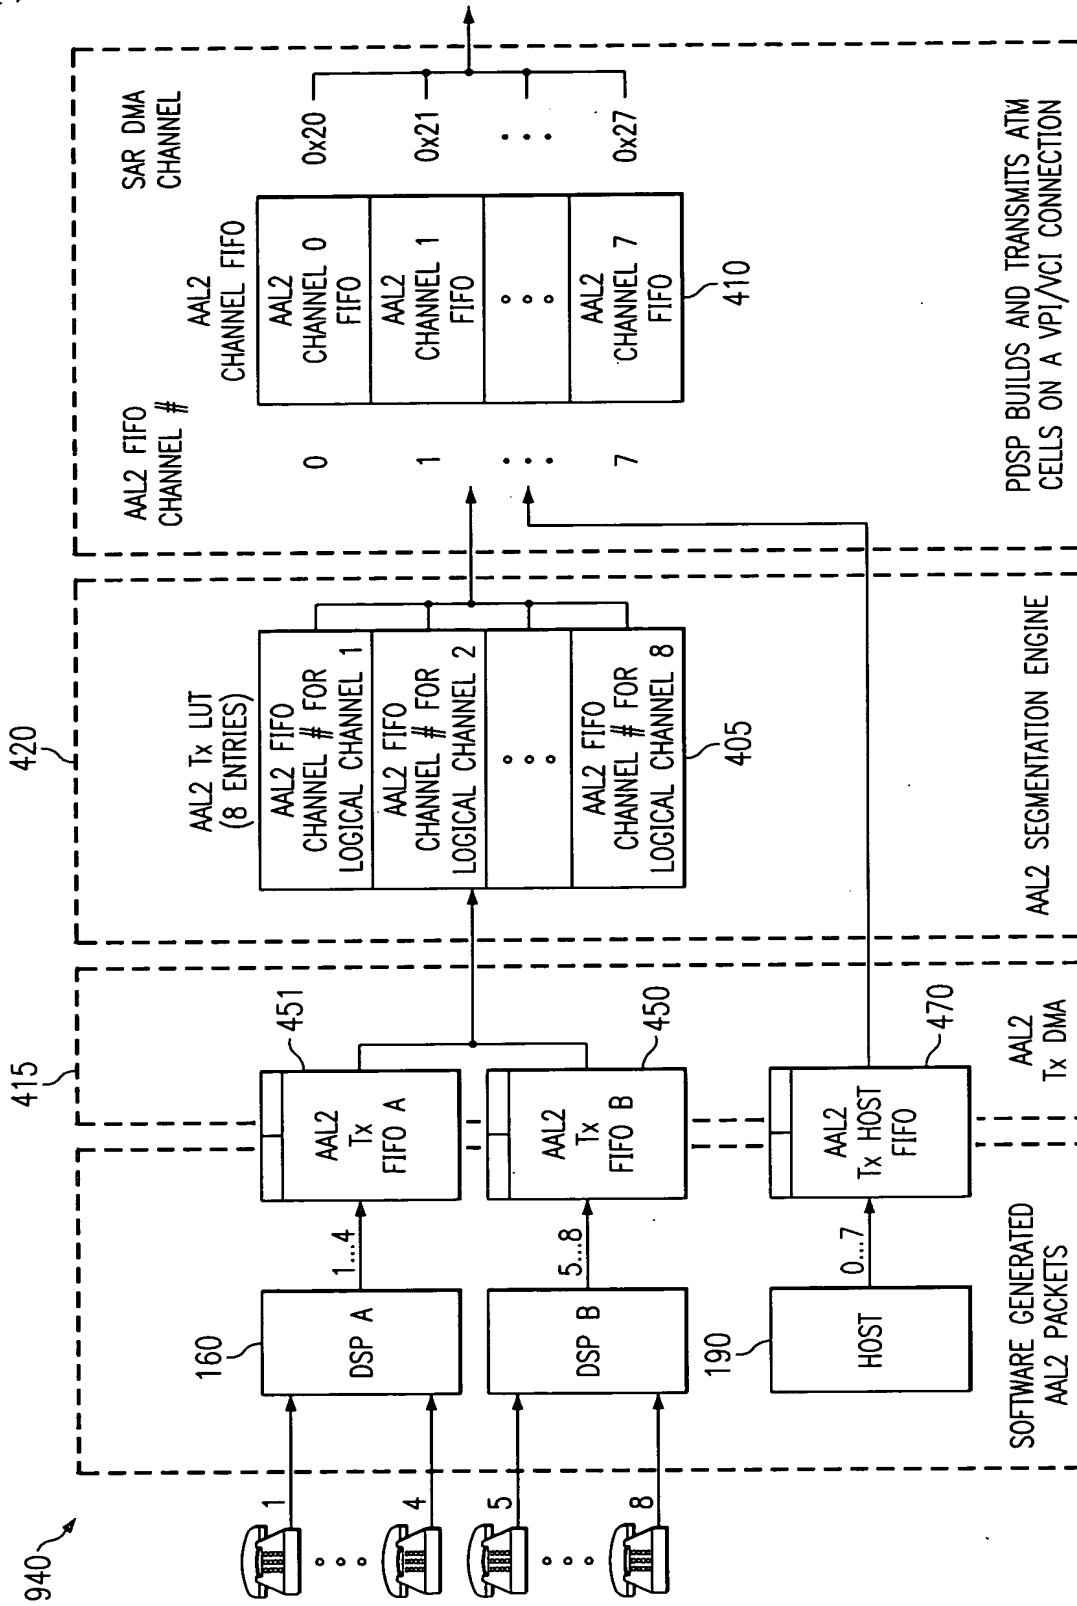 940
1
4
5
8
160
DSP A
DSP B
190
HOST
SOFTWARE GENERATED
AAL2 PACKETS
1...4
5...8
0...7
415
451
AAL2
Tx
FIFO A
450
AAL2
Tx
FIFO B
470
AAL2
Tx HOST
FIFO
AAL2
Tx DMA
420
AAL2 Tx LUT
(8 ENTRIES)
AAL2 FIFO
CHANNEL # FOR
LOGICAL CHANNEL 1
AAL2 FIFO
CHANNEL # FOR
LOGICAL CHANNEL 2
AAL2 FIFO
CHANNEL # FOR
LOGICAL CHANNEL 8
405
AAL2 SEGMENTATION ENGINE
AAL2 FIFO
CHANNEL #
0
1
7
AAL2
CHANNEL FIFO
AAL2
CHANNEL 0
FIFO
AAL2
CHANNEL 1
FIFO
AAL2
CHANNEL 7
FIFO
410
SAR DMA
CHANNEL
0x20
0x21
0x27
PDSP BUILDS AND TRANSMITS ATM
CELLS ON A VPI/VCI CONNECTION